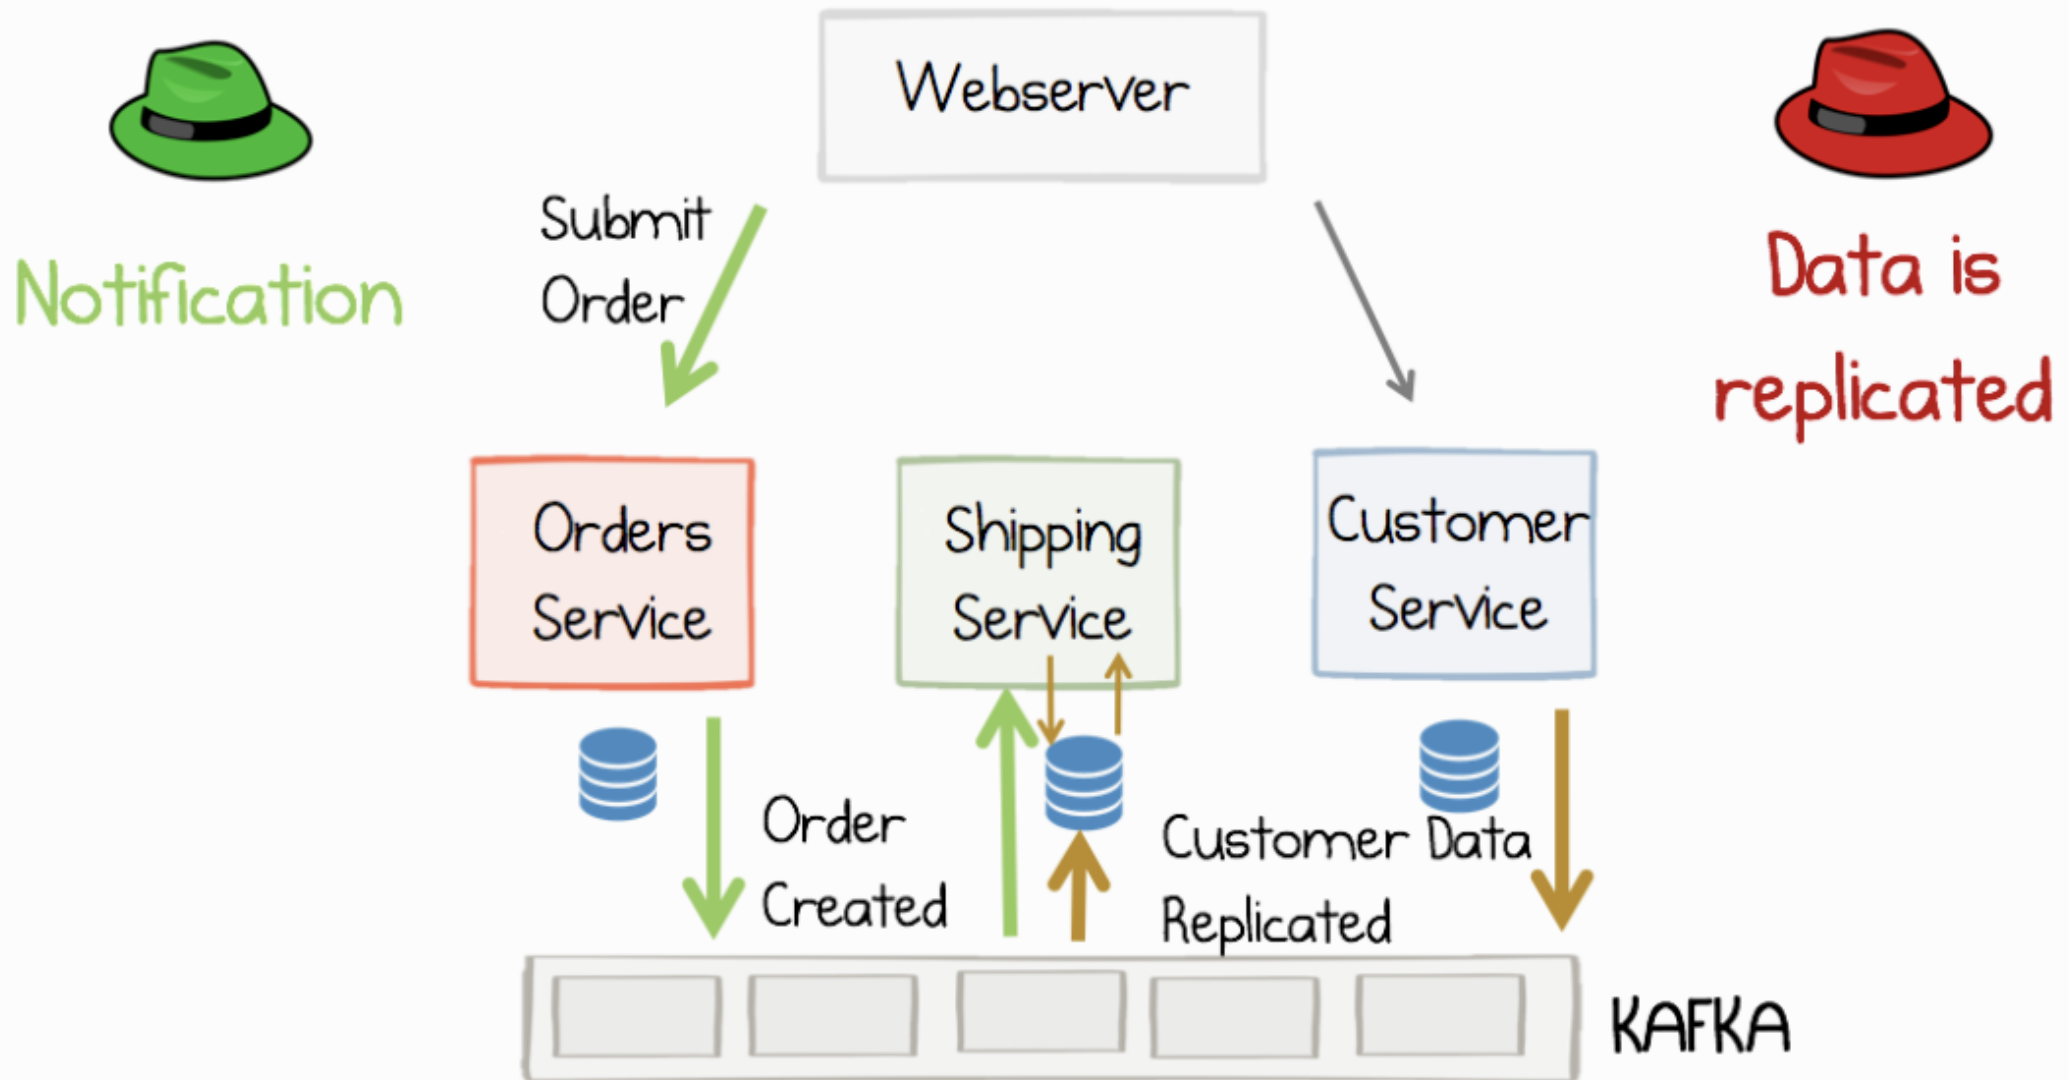 Webserver
Submit
Order
Notification
Data is
replicated
Orders
Service
Shipping
Service
Customer
Service
Order
Created
Customer Data
Replicated
KAFKA